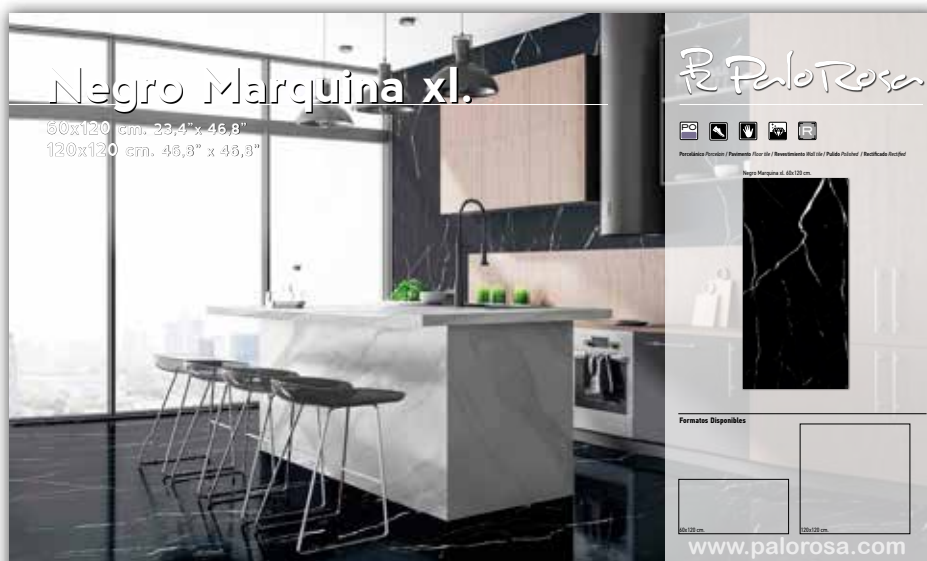 Negro Marquina xl.
60x120 cm. 23,4"x 46,8"
120x120 cm. 46,8" x 46,8"
PR PaloRosa
PO
R
Porcelánico Porcelain / Pavimento Floor tile / Revestimiento Wall tile / Pulido Polished / Rectificado Rectified
Negro Marquina xl. 60x120 cm.
Formatos Disponibles
60x120 cm.
120x120 cm.
www.palorosa.com